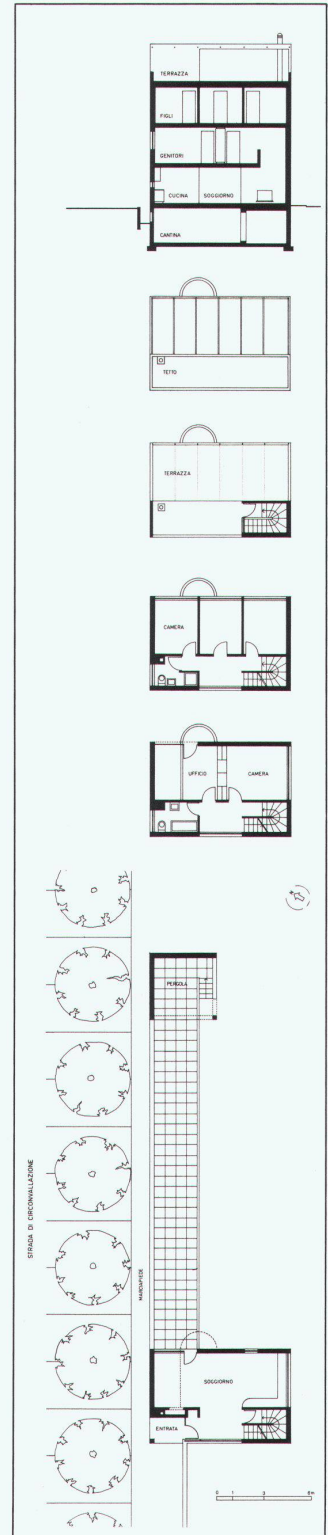 TERRAZZA
FIGLI
GENITORI
CUCINA SOGGIORNO
CANTINA
TETTO
TERRAZZA
CAMERA
UFFICIO CAMERA
PERGOLA
STRADA DI CIRCONVALLAZIONE
MARCIAPIEDE
SOGGIORNO
ENTRATA
0 1 3 6m